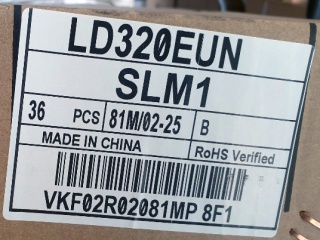 LD320EUN
SLM1
36 PCS 81M/02-25 B
MADE IN CHINA RoHS Verified
VKF02R02081MP 8F1